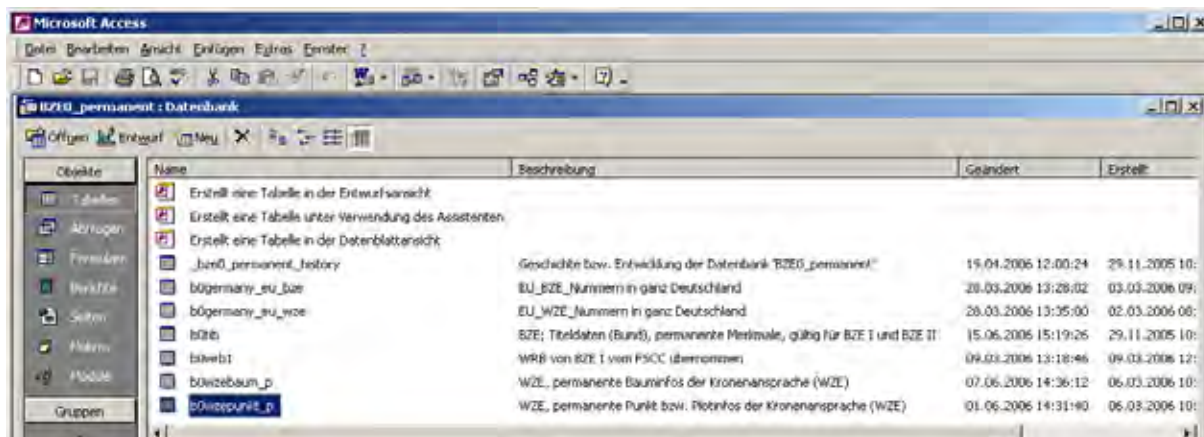 Microsoft Access
Datei Bearbeiten Ansicht Einfügen Extras Fenster ?
BZE0_permanent : Datenbank
Öffnen Entwurf Neu
Objekte Name Beschreibung Geändert Erstellt
Tabellen Erstellt eine Tabelle in der Entwurfsansicht
Abfragen Erstellt eine Tabelle unter Verwendung des Assistenten
Erstellt eine Tabelle in der Datenblattansicht
Formulare _bze0_permanent_history Geschichte bzw. Entwicklung der Datenbank "BZE0_permanent" 19.04.2006 12:00:24 29.11.2005 10:
Berichte b0germany_eu_bze EU_BZE_Nummern in ganz Deutschland 28.03.2006 13:28:02 03.03.2006 09:
Seiten b0germany_eu_wze EU_WZE_Nummern in ganz Deutschland 28.03.2006 13:35:00 02.03.2006 08:
BZE; Titeldaten (Bund), permanente Merkmale, gültig für BZE I und BZE II 15.06.2006 15:19:26 29.11.2005 10:
Makros WRB von BZE I vom FSCC übernommen 09.03.2006 13:18:46 09.03.2006 12:
Module b0wzebaum_p WZE, permanente Bauminfos der Kronenansprache (WZE) 07.06.2006 14:36:12 06.03.2006 10:
Gruppen b0wzepunkt_p WZE, permanente Punkt bzw. Plotinfos der Kronenansprache (WZE) 01.06.2006 14:31:40 06.03.2006 10: